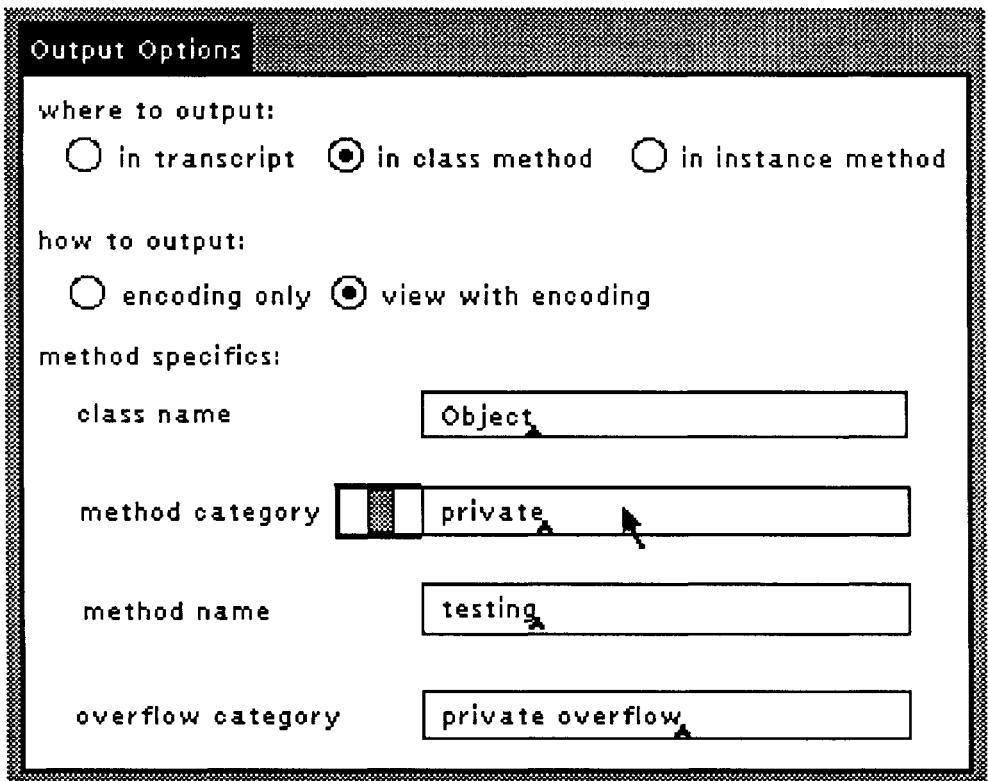 Output Options
where to output:
in transcript in class method in instance method
how to output:
encoding only view with encoding
method specifics:
class name Object
method category private
method name testing
overflow category private overflow